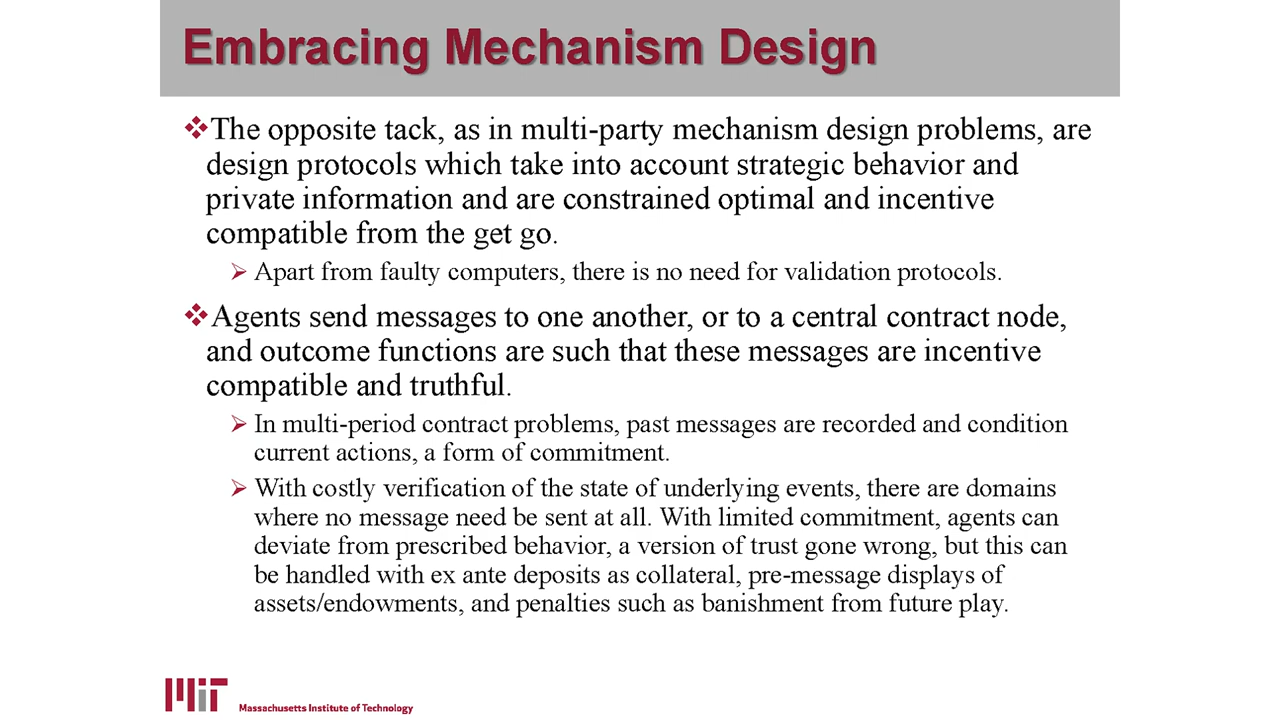 Embracing Mechanism Design
❖The opposite tack, as in multi-party mechanism design problems, are
design protocols which take into account strategic behavior and
private information and are constrained optimal and incentive
compatible from the get go.
➢ Apart from faulty computers, there is no need for validation protocols.
❖Agents send messages to one another, or to a central contract node,
and outcome functions are such that these messages are incentive
compatible and truthful.
➢ In multi-period contract problems, past messages are recorded and condition
current actions, a form of commitment.
➢ With costly verification of the state of underlying events, there are domains
where no message need be sent at all. With limited commitment, agents can
deviate from prescribed behavior, a version of trust gone wrong, but this can
be handled with ex ante deposits as collateral, pre-message displays of
assets/endowments, and penalties such as banishment from future play.
MIT
Massachusetts Institute of Technology